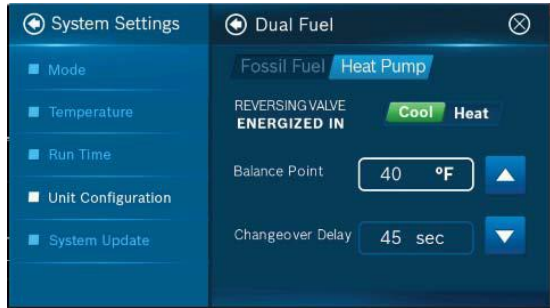 System Settings
Mode
Temperature
Run Time
Unit Configuration
System Update
Dual Fuel
Fossil Fuel Heat Pump
REVERSING VALVE
ENERGIZED IN
Cool Heat
Balance Point 40 °F
Changeover Delay 45 sec